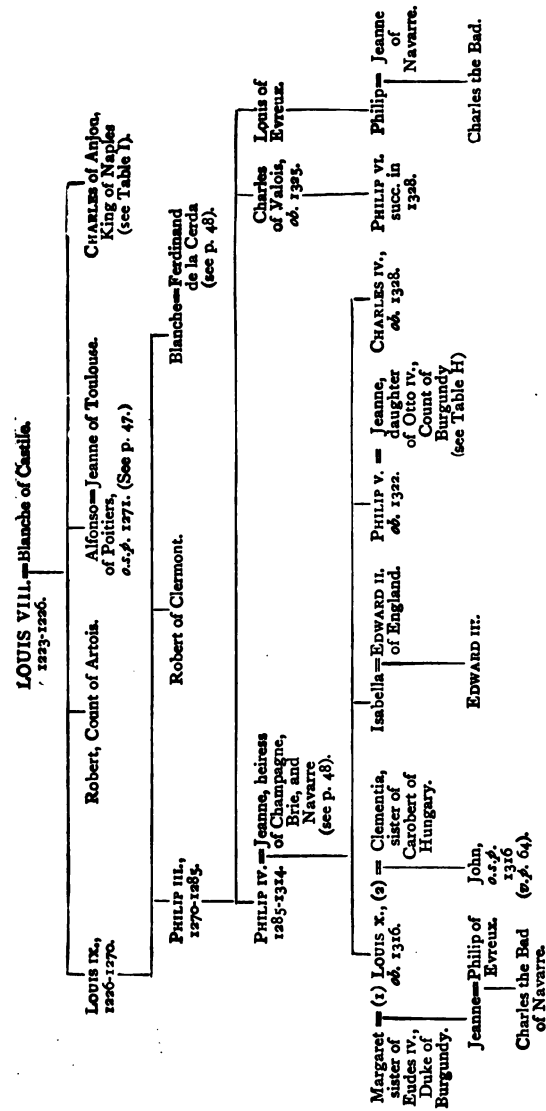 LOUIS VIII.=Blanche of Castile.
1223-1226.
LOUIS IX.,
1226-1270.
Robert, Count of Artois.
Alfonso=Jeanne of Toulouse.
of Poitiers,
o.s.p. 1271. (See p. 47.)
CHARLES of Anjou,
King of Naples
(see Table I).
PHILIP III.,
1270-1285.
Robert of Clermont.
Blanche=Ferdinand
de la Cerda
(see p. 48).
PHILIP IV.=Jeanne, heiress
1285-1314. of Champagne,
Brie, and
Navarre
(see p. 48).
Charles
of Valois,
ob. 1325.
Louis of
Evreux.
Margaret = (1) LOUIS X., (2) = Clementia,
sister of ob. 1316. sister of
Eudes IV., Carobert of
Duke of Hungary.
Burgundy.
Isabella=EDWARD II.
of England.
PHILIP V. = Jeanne,
ob. 1322. daughter
of Otto IV.,
Count of
Burgundy
(see Table H)
CHARLES IV.,
ob. 1328.
PHILIP VI.
succ. in
1328.
Philip=Jeanne
of
Navarre.
Jeanne=Philip of
Evreux.
John,
o.s.p.
1316
(v.p. 64).
EDWARD III.
Charles the Bad.
Charles the Bad
of Navarre.